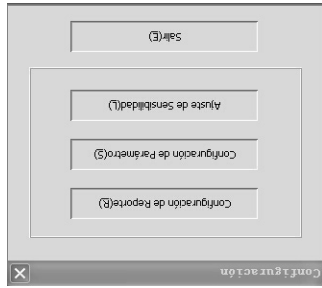 Configuración
Configuración de Reporte(R)
Configuración de Parámetro(S)
Ajuste de Sensibilidad(L)
Salir(E)